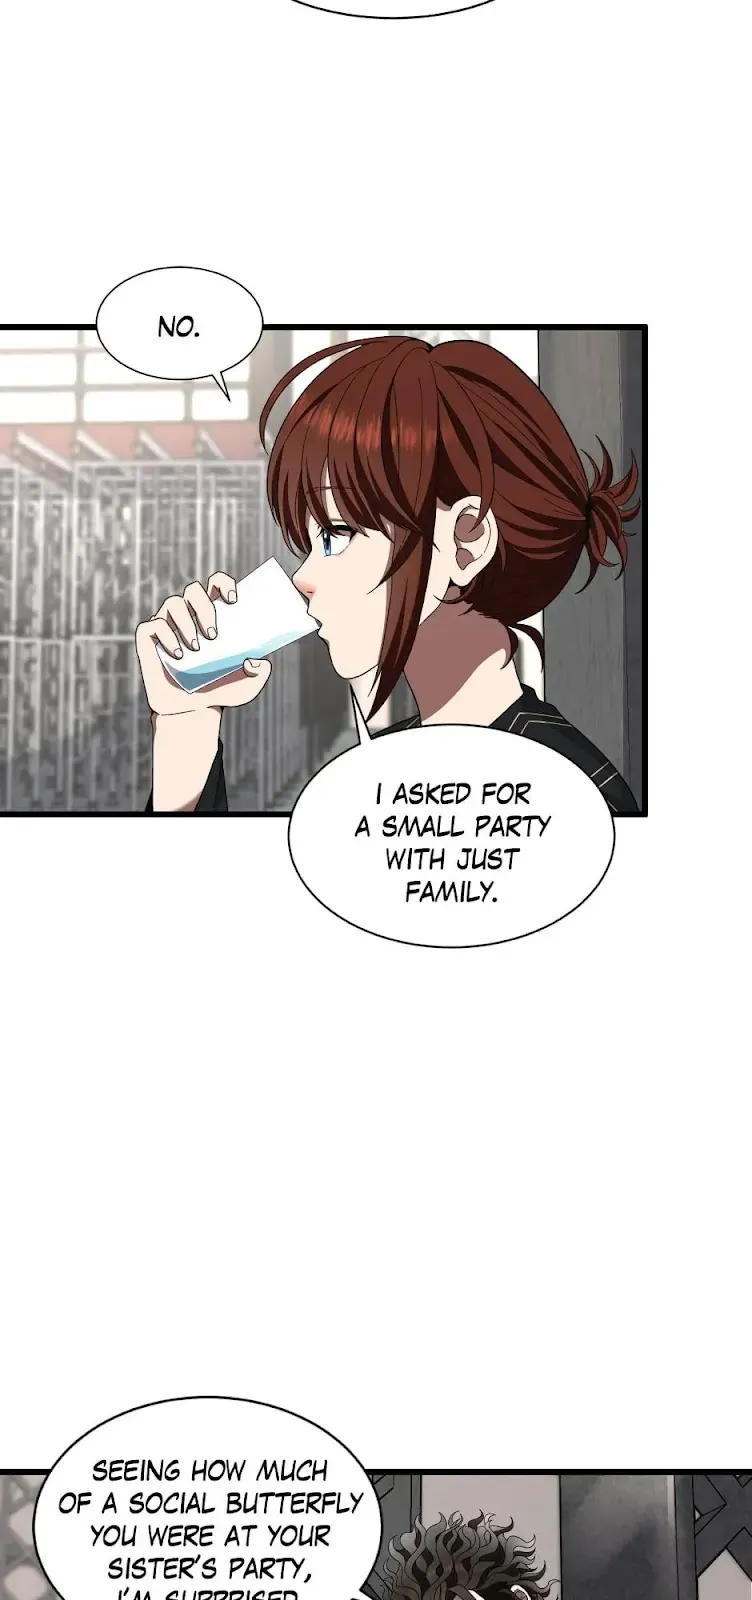 NO.
I ASKED FOR
A SMALL PARTY
WITH JUST
FAMILY.
SEEING HOW MUCH
OF A SOCIAL BUTTERFLY
YOU WERE AT YOUR
SISTER'S PARTY,
I'M SURPRISED